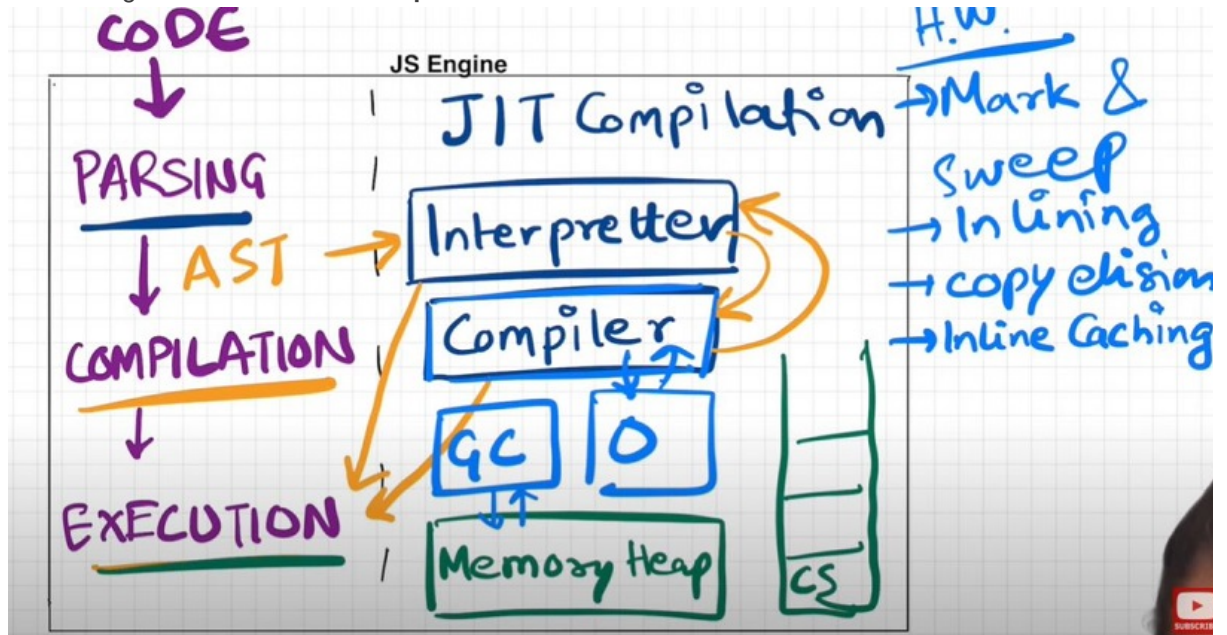 CODE
JS Engine
PARSING
AST
COMPILATION
EXECUTION
JIT Compilation
Interpretter
Compiler
GC
O
Memory Heap
CS
H.W.
→Mark &
Sweep
→Inlining
→copy elision
→Inline Caching
SUBSCRIBE